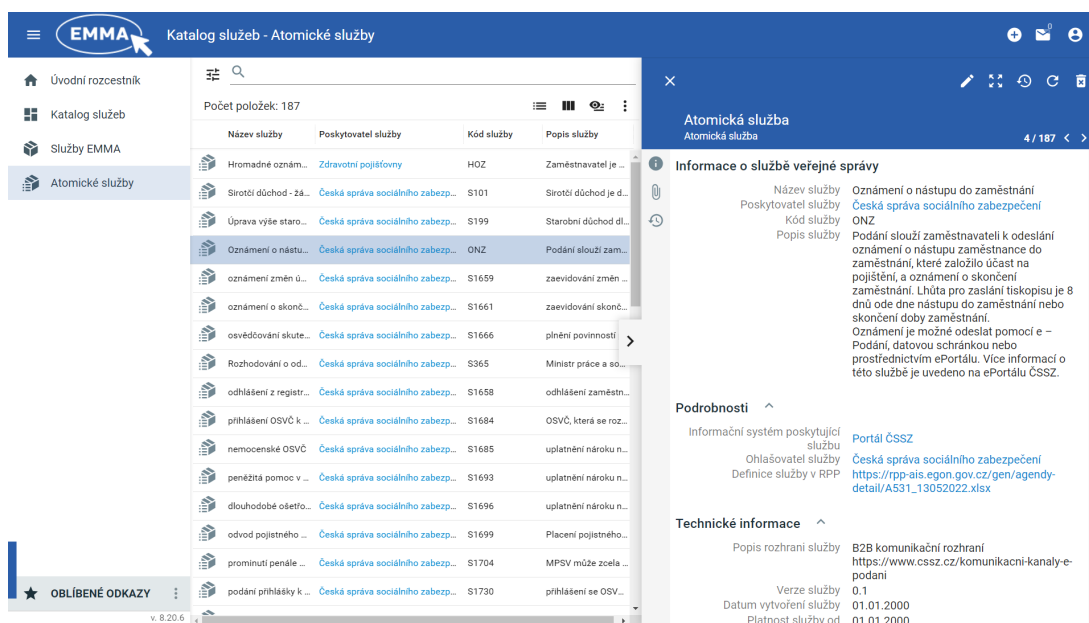 EMMA
Katalog služeb - Atomické služby
0
Úvodní rozcestník
Katalog služeb
Služby EMMA
Atomické služby
OBLÍBENÉ ODKAZY
v. 8.20.6
Počet položek: 187
Název služby Poskytovatel služby Kód služby Popis služby
Hromadné oznám... Zdravotní pojišťovny HOZ Zaměstnavatel je ...
Sirotčí důchod - žá... Česká správa sociálního zabezp... S101 Sirotčí důchod je d...
Úprava výše staro... Česká správa sociálního zabezp... S199 Starobní důchod dl...
Oznámení o nástu... Česká správa sociálního zabezp... ONZ Podání slouží zam...
oznámení změn ú... Česká správa sociálního zabezp... S1659 zaevidování změn ...
oznámení o skonč... Česká správa sociálního zabezp... S1661 zaevidování skonč...
osvědčování skute... Česká správa sociálního zabezp... S1666 plnění povinností
Rozhodování o od... Česká správa sociálního zabezp... S365 Ministr práce a so...
odhlášení z registr... Česká správa sociálního zabezp... S1658 odhlášení zaměstn...
přihlášení OSVČ k ... Česká správa sociálního zabezp... S1684 OSVČ, která se roz...
nemocenské OSVČ Česká správa sociálního zabezp... S1685 uplatnění nároku n...
peněžitá pomoc v ... Česká správa sociálního zabezp... S1693 uplatnění nároku n...
dlouhodobé ošetřo... Česká správa sociálního zabezp... S1696 uplatnění nároku n...
odvod pojistného ... Česká správa sociálního zabezp... S1699 Placení pojistného...
prominutí penále ... Česká správa sociálního zabezp... S1704 MPSV může zcela ...
podání přihlášky k ... Česká správa sociálního zabezp... S1730 přihlášení se OSV...
Atomická služba
Atomická služba 4 / 187
Informace o službě veřejné správy
Název služby Oznámení o nástupu do zaměstnání
Poskytovatel služby Česká správa sociálního zabezpečení
Kód služby ONZ
Popis služby Podání slouží zaměstnavateli k odeslání
oznámení o nástupu zaměstnance do
zaměstnání, které založilo účast na
pojištění, a oznámení o skončení
zaměstnání. Lhůta pro zaslání tiskopisu je 8
dnů ode dne nástupu do zaměstnání nebo
skončení doby zaměstnání.
Oznámení je možné odeslat pomocí e –
Podání, datovou schránkou nebo
prostřednictvím ePortálu. Více informací o
této službě je uvedeno na ePortálu ČSSZ.
Podrobnosti
Informační systém poskytující
službu Portál ČSSZ
Ohlašovatel služby Česká správa sociálního zabezpečení
Definice služby v RPP https://rpp-ais.egon.gov.cz/gen/agendy-
detail/A531_13052022.xlsx
Technické informace
Popis rozhrani služby B2B komunikační rozhraní
https://www.cssz.cz/komunikacni-kanaly-e-
podani
Verze služby 0.1
Datum vytvoření služby 01.01.2000
Platnost služby od 01.01.2000